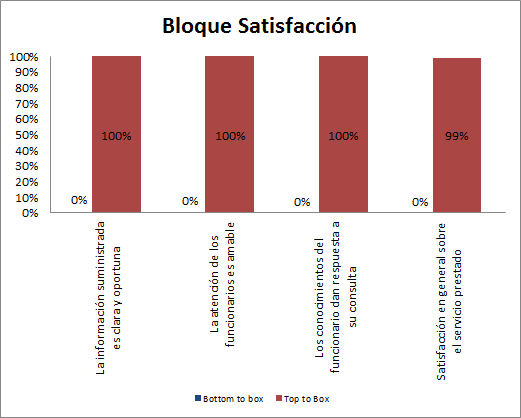 Bloque Satisfacción
100%
90%
80%
70%
60%
50%
40%
30%
20%
10%
0%
0%
100%
0%
100%
0%
100%
0%
99%
La información suministrada
es clara y oportuna
La atención de los
funcionarios es amable
Los conocimientos del
funcionario dan respuesta a
su consulta
Satisfacción en general sobre
el servicio prestado
Bottom to box
Top to Box